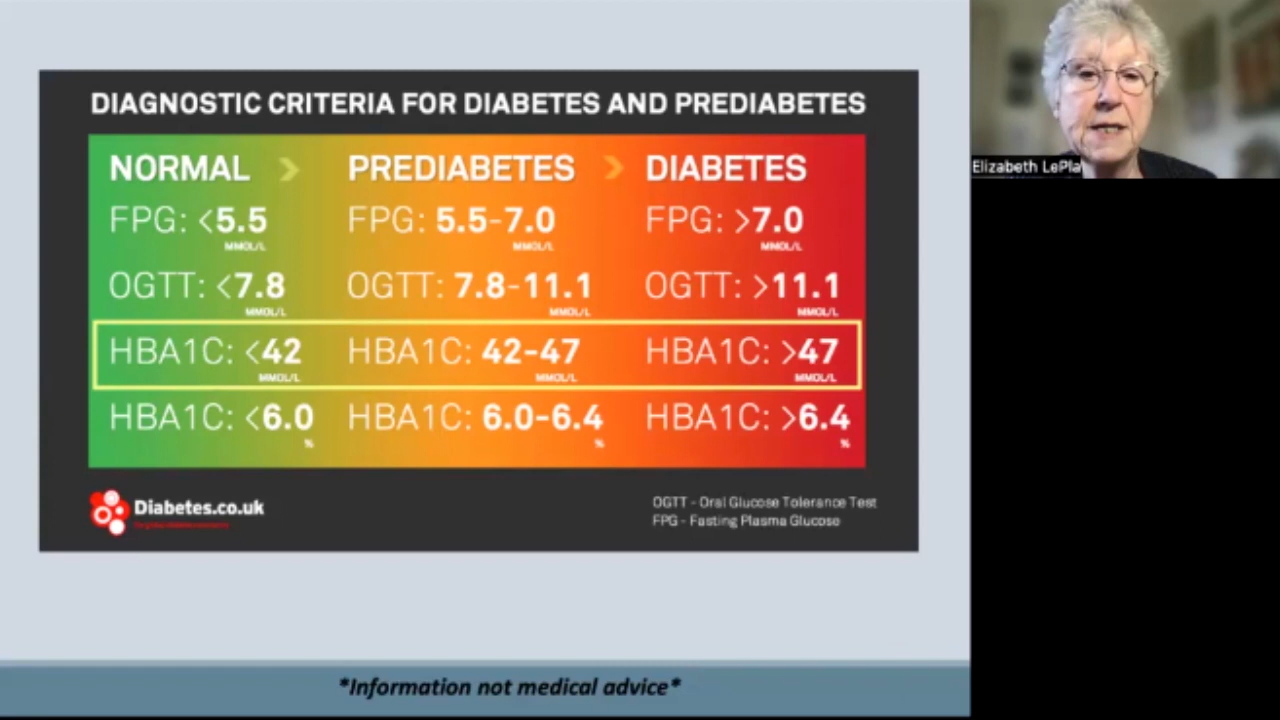 DIAGNOSTIC CRITERIA FOR DIABETES AND PREDIABETES
NORMAL > PREDIABETES > DIABETES
FPG: <5.5 FPG: 5.5-7.0 FPG: >7.0
MMOL/L MMOL/L MMOL/L
OGTT: <7.8 OGTT: 7.8-11.1 OGTT: >11.1
MMOL/L MMOL/L MMOL/L
HBA1C: <42 HBA1C: 42-47 HBA1C: >47
MMOL/L MMOL/L MMOL/L
HBA1C: <6.0 HBA1C: 6.0-6.4 HBA1C: >6.4
% % %
Diabetes.co.uk
OGTT - Oral Glucose Tolerance Test
FPG - Fasting Plasma Glucose
*Information not medical advice*
Elizabeth LePla